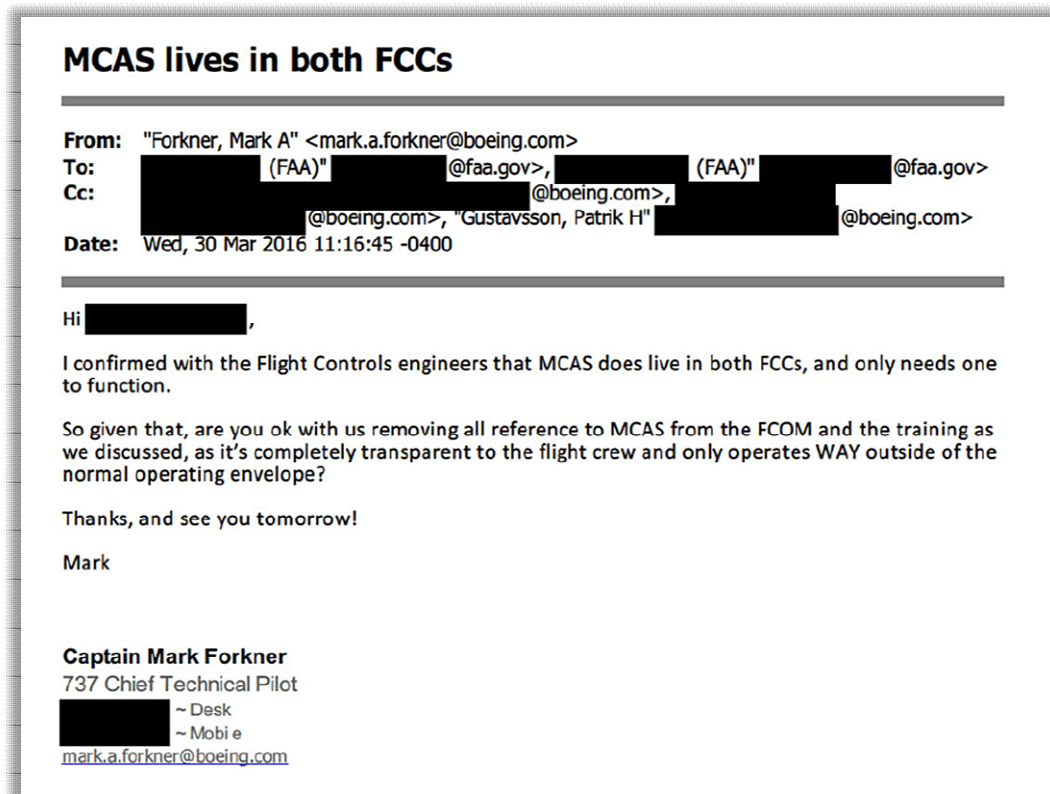 MCAS lives in both FCCs
From: "Forkner, Mark A" <mark.a.forkner@boeing.com>
To: (FAA)" @faa.gov>, (FAA)" @faa.gov>
Cc: @boeing.com>,
@boeing.com>, "Gustavsson, Patrik H" @boeing.com>
Date: Wed, 30 Mar 2016 11:16:45 -0400
Hi ,
I confirmed with the Flight Controls engineers that MCAS does live in both FCCs, and only needs one
to function.
So given that, are you ok with us removing all reference to MCAS from the FCOM and the training as
we discussed, as it's completely transparent to the flight crew and only operates WAY outside of the
normal operating envelope?
Thanks, and see you tomorrow!
Mark
Captain Mark Forkner
737 Chief Technical Pilot
~ Desk
~ Mobi e
mark.a.forkner@boeing.com